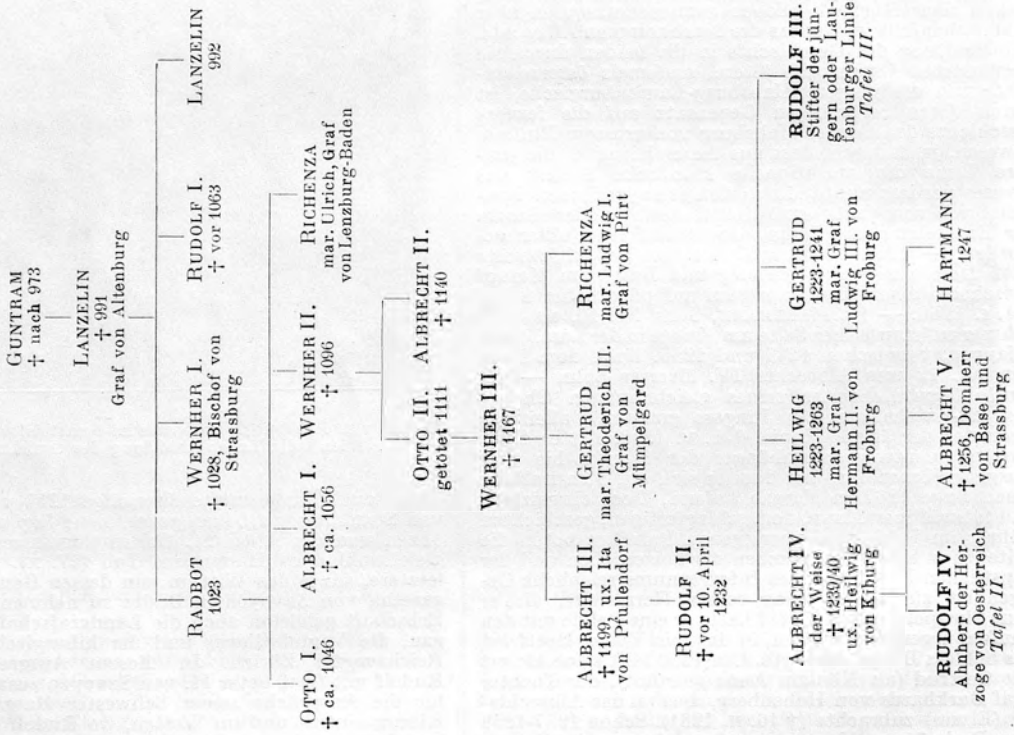 GUNTRAM
† nach 973
LANZELIN
† 991
Graf von Altenburg
RADBOT
1023
WERNHER I.
† 1028, Bischof von
Strassburg
RUDOLF I.
† vor 1063
LANZELIN
992
OTTO I.
† ca. 1046
ALBRECHT I.
† ca. 1056
WERNHER II.
† 1096
RICHENZA
mar. Ulrich, Graf
von Lenzburg-Baden
OTTO II.
getötet 1111
ALBRECHT II.
† 1140
WERNHER III.
† 1167
ALBRECHT III.
† 1199, ux Ita
von Pfullendorf
GERTRUD
mar Theoderich III.
Graf von
Mümpelgard
RICHENZA
mar. Ludwig I.
Graf von Pfirt
RUDOLF II.
† vor 10. April
1232
ALBRECHT IV
der Weise
† 1239/40
ux Heilwig
von Kiburg
HEILWIG
1223-1263
mar. Graf
Hermann II. von
Froburg
GERTRUD
1223-1241
mar. Graf
Ludwig III. von
Froburg
RUDOLF III.
Stifter der jün-
gern oder Lau-
fenburger Linie
Tafel III.
RUDOLF IV.
Ahnherr der Her-
zoge von Oesterreich
Tafel II.
ALBRECHT V.
† 1256, Domherr
von Basel und
Strassburg
HARTMANN
1247